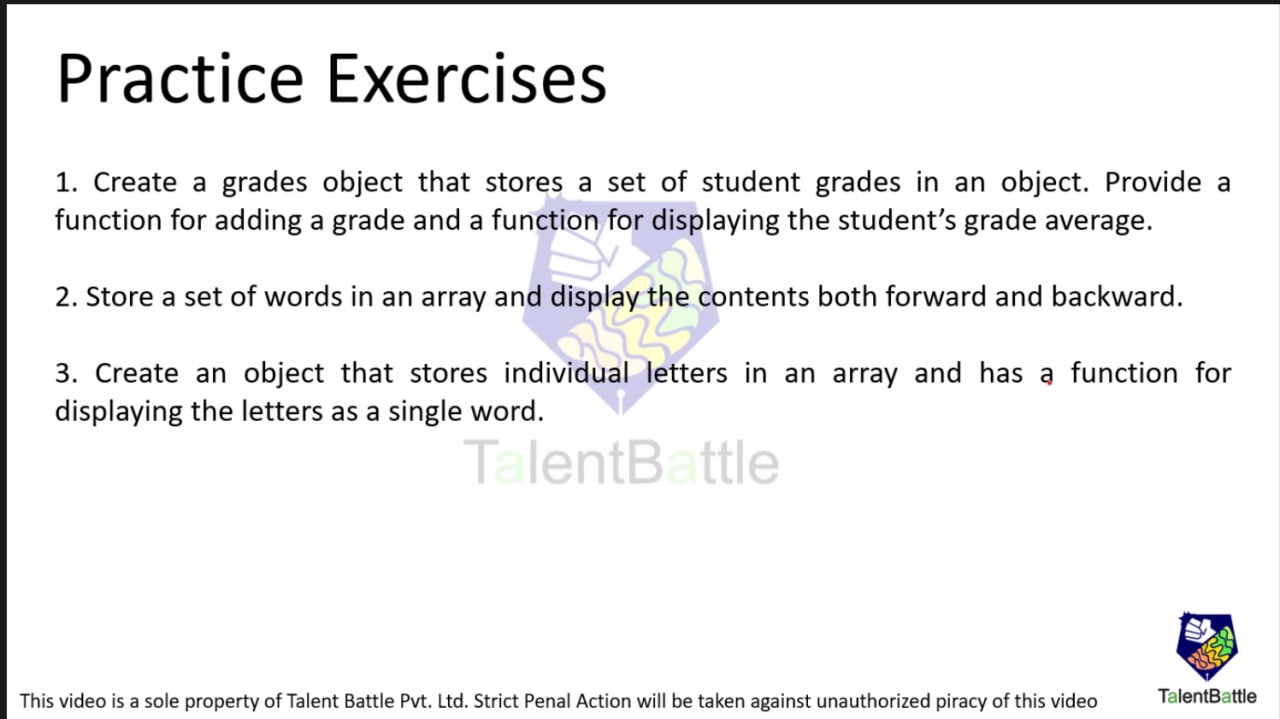 Practice Exercises
1. Create a grades object that stores a set of student grades in an object. Provide a
function for adding a grade and a function for displaying the student’s grade average.
2. Store a set of words in an array and display the contents both forward and backward.
3. Create an object that stores individual letters in an array and has a function for
displaying the letters as a single word.
TalentBattle
TalentBattle
This video is a sole property of Talent Battle Pvt. Ltd. Strict Penal Action will be taken against unauthorized piracy of this video